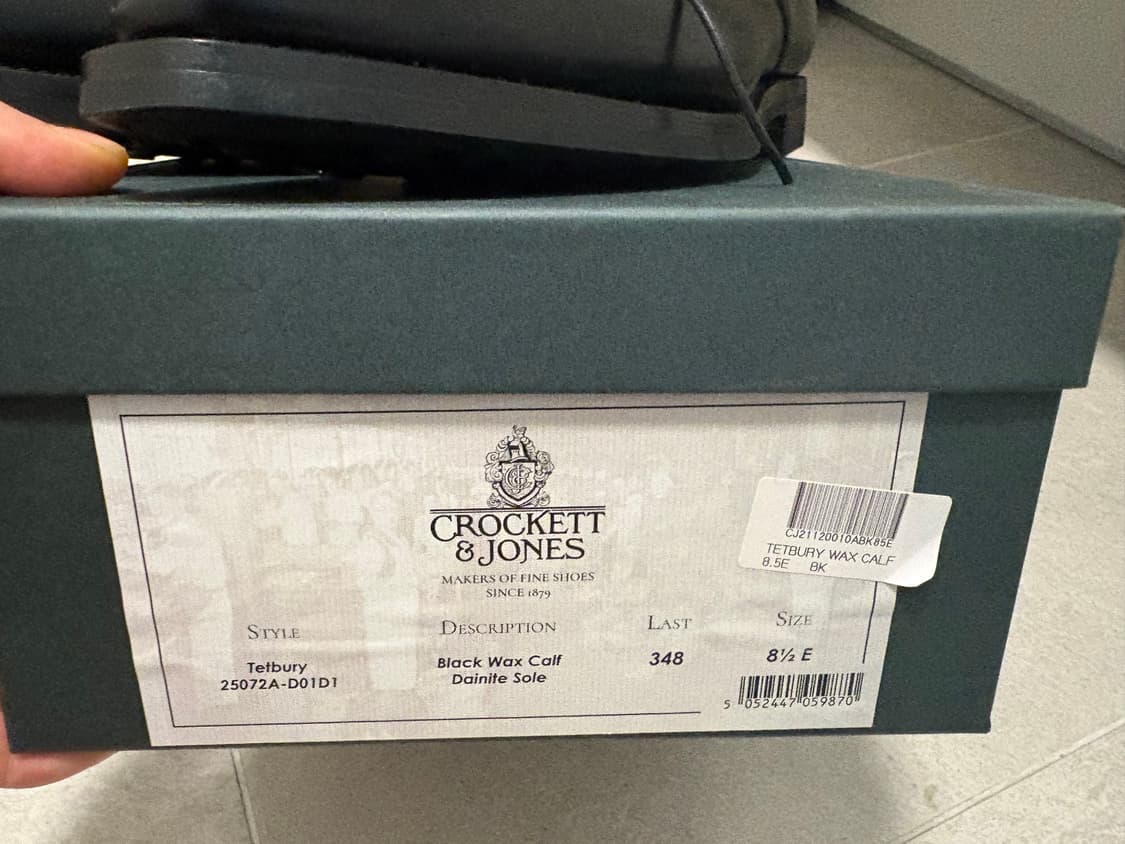 CROCKETT
& JONES
MAKERS OF FINE SHOES
SINCE 1879
CJ21120010ABK85E
TETBURY WAX CALF
8.5E BK
STYLE
DESCRIPTION
LAST
SIZE
Tetbury
25072A-D01D1
Black Wax Calf
Dainite Sole
348
8½ E
5 052447 059870